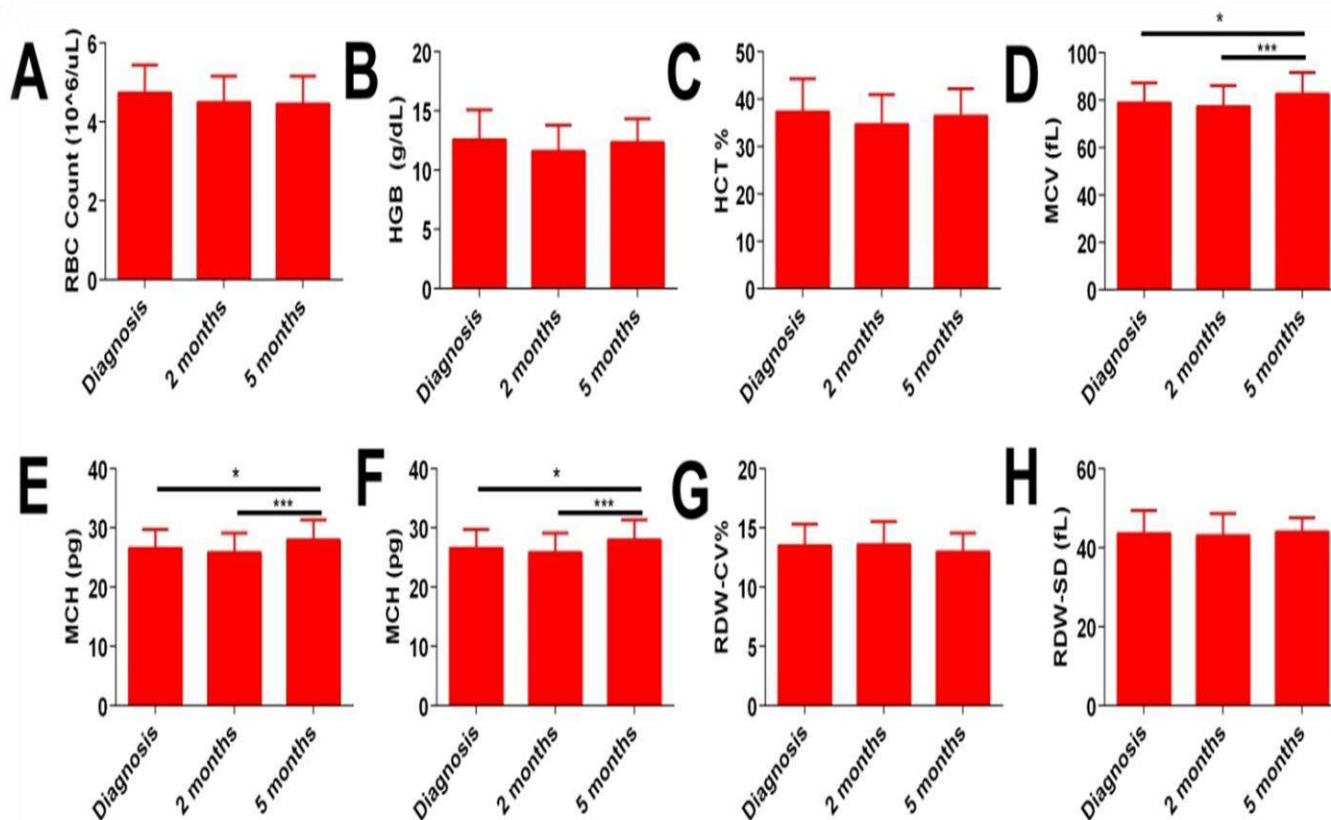 A
RBC Count (10^6/uL)
6
4
2
0
Diagnosis
2 months
5 months
B
HGB (g/dL)
20
15
10
5
0
Diagnosis
2 months
5 months
C
HCT %
50
40
30
20
10
0
Diagnosis
2 months
5 months
D
MCV (fL)
100
80
60
40
20
0
*
***
Diagnosis
2 months
5 months
E
MCH (pg)
40
30
20
10
0
*
***
Diagnosis
2 months
5 months
F
MCH (pg)
40
30
20
10
0
*
***
Diagnosis
2 months
5 months
G
RDW-CV%
20
15
10
5
0
Diagnosis
2 months
5 months
H
RDW-SD (fL)
60
40
20
0
Diagnosis
2 months
5 months